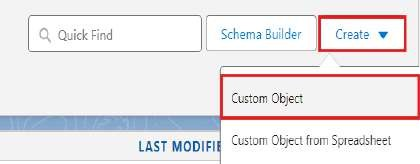 Quick Find
Schema Builder
Create
Custom Object
LAST MODIFIE
Custom Object from Spreadsheet